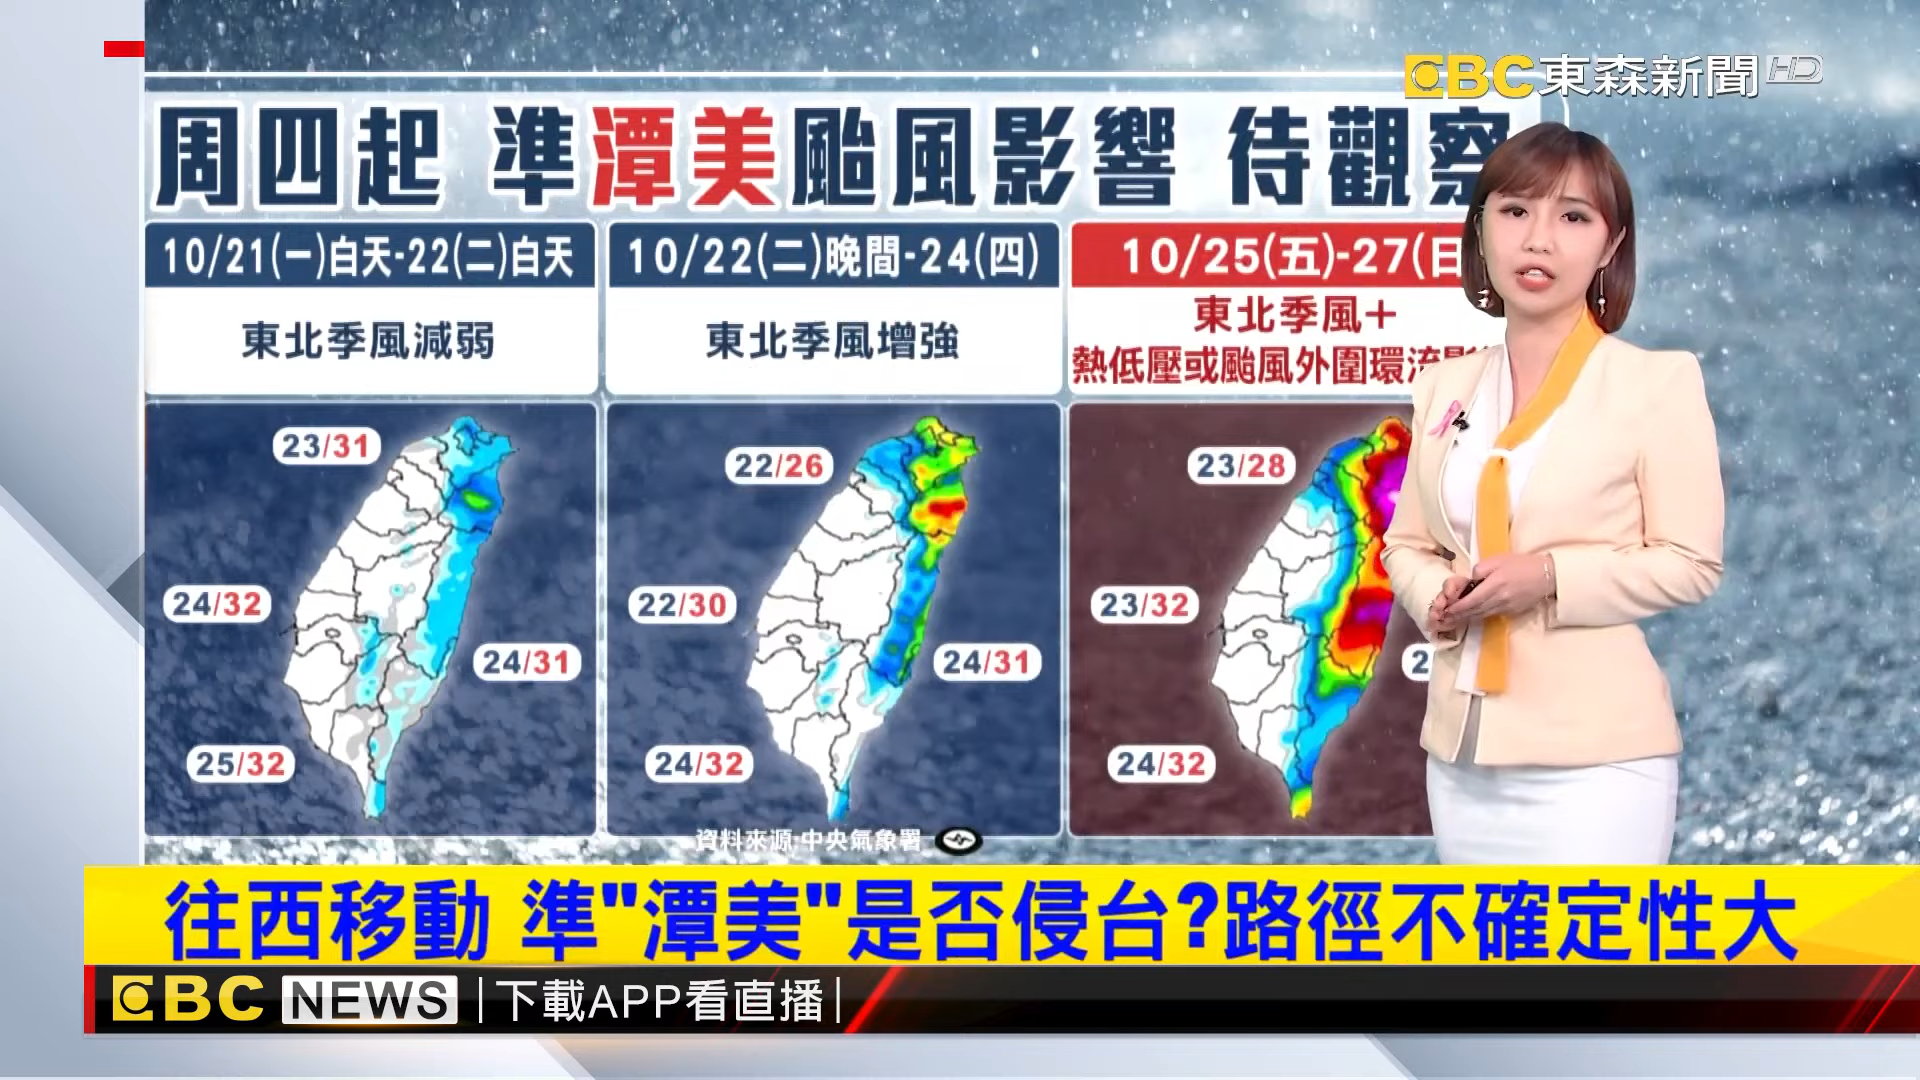 EBC東森新聞HD
周四起 準潭美颱風影響 待觀察
10/21(一)白天-22(二)白天
東北季風減弱
23/31
24/32
24/31
25/32
10/22(二)晚間-24(四)
東北季風增強
22/26
22/30
24/31
24/32
10/25(五)-27(日
東北季風+
熱低壓或颱風外圍環流
23/28
23/32
2
24/32
資料來源:中央氣象署
往西移動 準"潭美"是否侵台?路徑不確定性大
EBC NEWS |下載APP看直播|